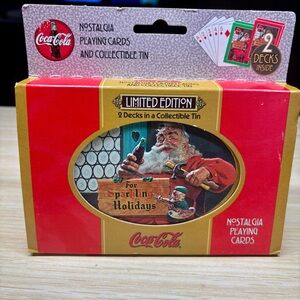 Coca-Cola
NOSTALGIA
PLAYING CARDS
AND COLLECTIBLE TIN
2
DECKS
INSIDE
LIMITED EDITION
2 DECKS IN A COLLECTIBLE TIN
For
Sparkling
Holidays
Coca-Cola
NOSTALGIA
PLAYING
CARDS